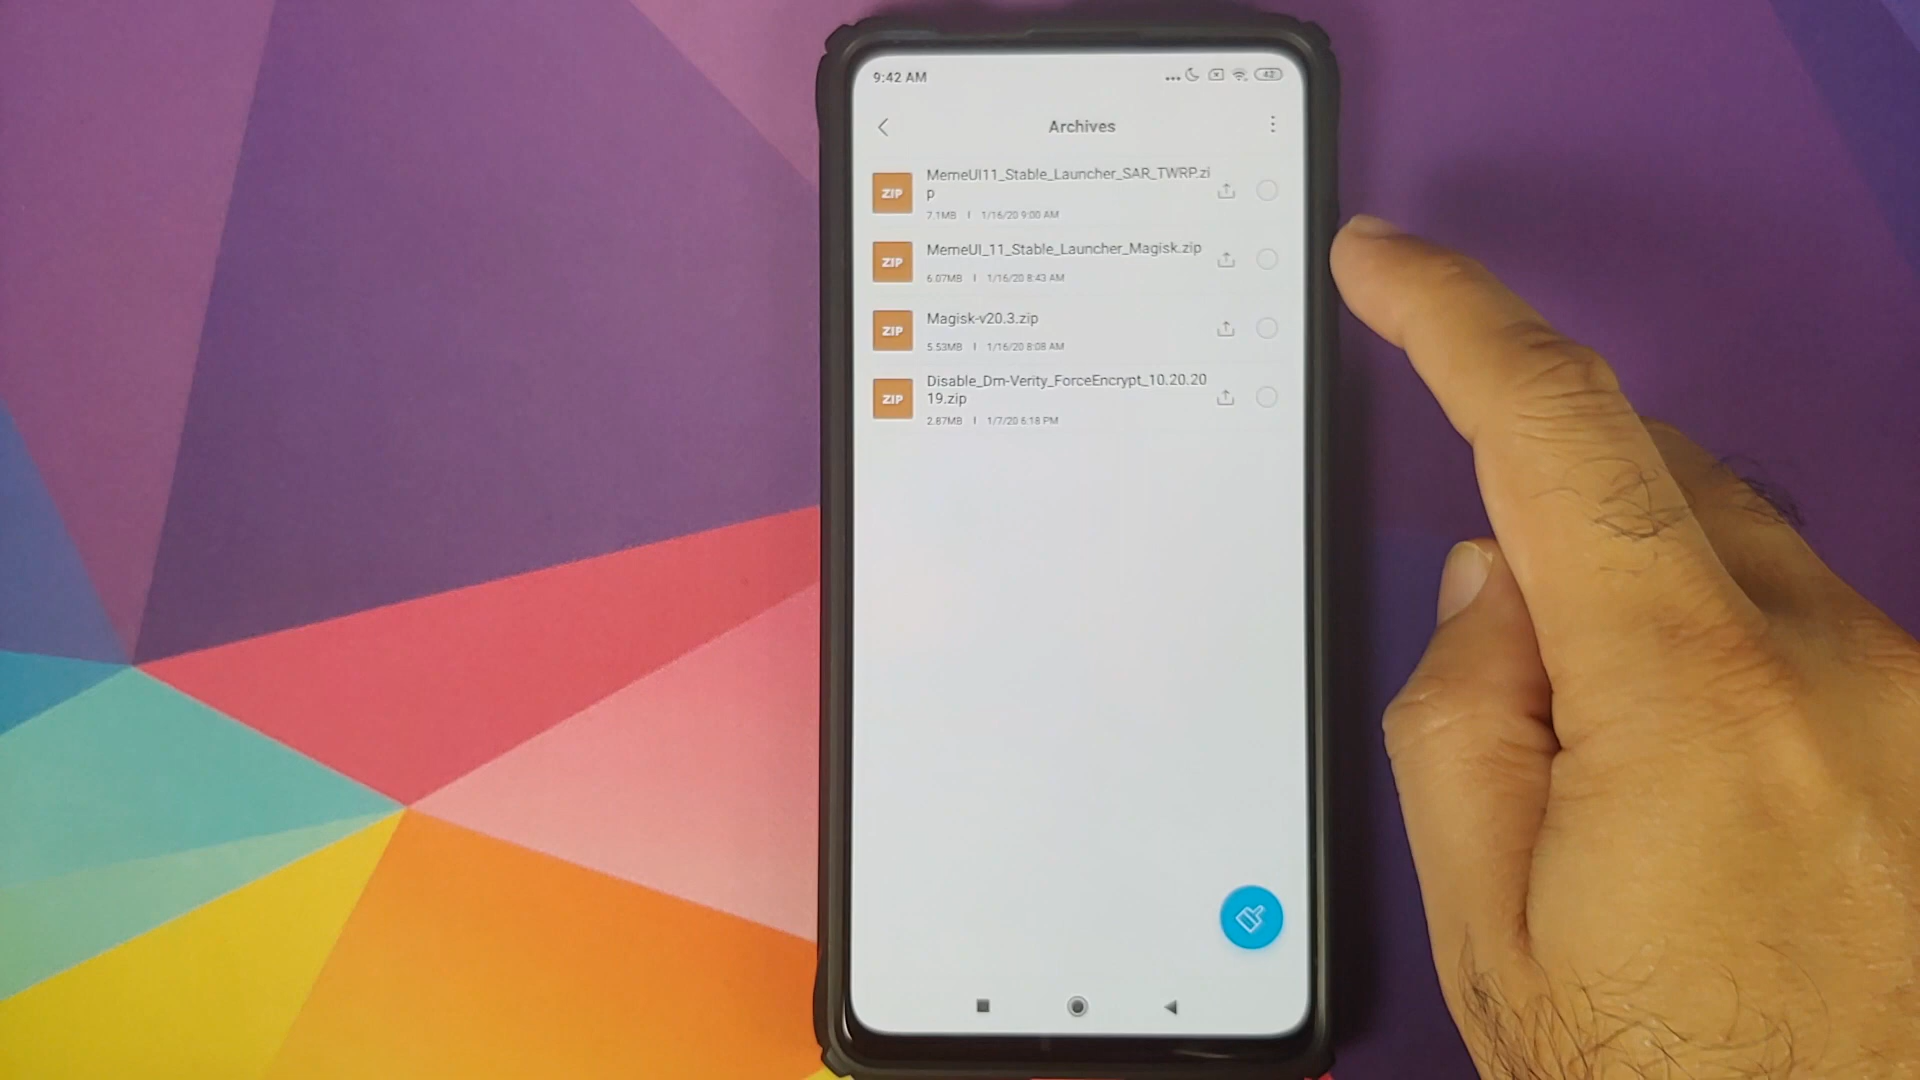 9:42 AM
42
Archives
ZIP
MemeUI11_Stable_Launcher_SAR_TWRP.zi
p
7.1MB | 1/16/20 9:00 AM
ZIP
MemeUI_11_Stable_Launcher_Magisk.zip
6.07MB | 1/16/20 8:43 AM
ZIP
Magisk-v20.3.zip
5.53MB | 1/16/20 8:08 AM
ZIP
Disable_Dm-Verity_ForceEncrypt_10.20.20
19.zip
2.87MB | 1/7/20 6:18 PM